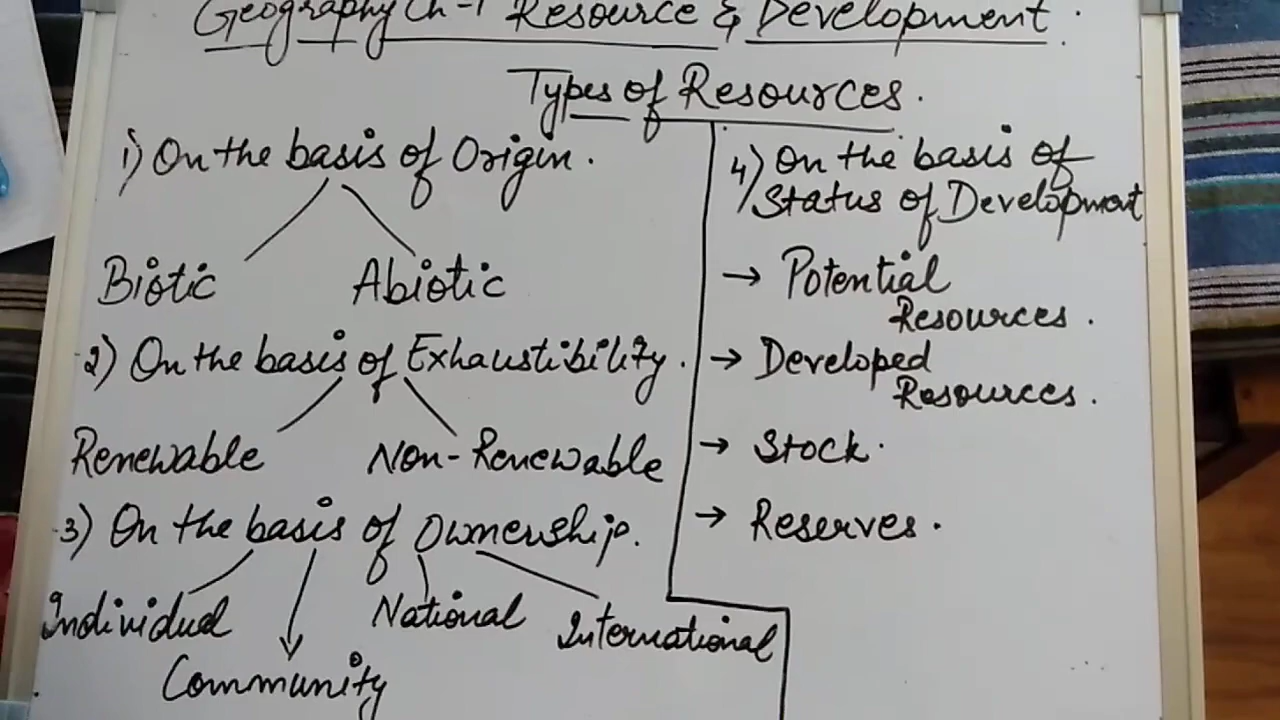 Geography Ch-1 Resource & Development.
Types of Resources.
1) On the basis of Origin.
Biotic Abiotic
2) On the basis of Exhaustibility.
Renewable Non-Renewable
3) On the basis of Ownership.
Individual National International
Community
4) On the basis of
Status of Development
→ Potential
Resources.
→ Developed
Resources.
→ Stock.
→ Reserves.